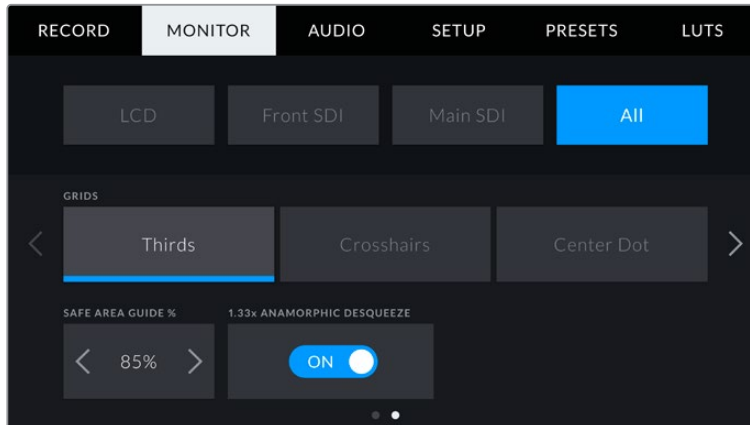 RECORD MONITOR AUDIO SETUP PRESETS LUTS
LCD Front SDI Main SDI All
GRIDS
Thirds Crosshairs Center Dot
SAFE AREA GUIDE % 1.33x ANAMORPHIC DESQUEEZE
85% ON